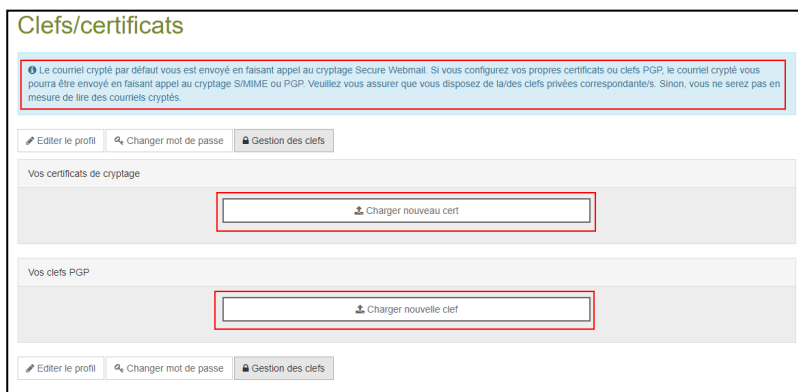 Clefs/certificats
Le courriel crypté par défaut vous est envoyé en faisant appel au cryptage Secure Webmail. Si vous configurez vos propres certificats ou clefs PGP, le courriel crypté vous
pourra être envoyé en faisant appel au cryptage S/MIME ou PGP. Veuillez vous assurer que vous disposez de la/des clefs privées correspondante/s. Sinon, vous ne serez pas en
mesure de lire des courriels cryptés.
Editer le profil Changer mot de passe Gestion des clefs
Vos certificats de cryptage
Charger nouveau cert
Vos clefs PGP
Charger nouvelle clef
Editer le profil Changer mot de passe Gestion des clefs